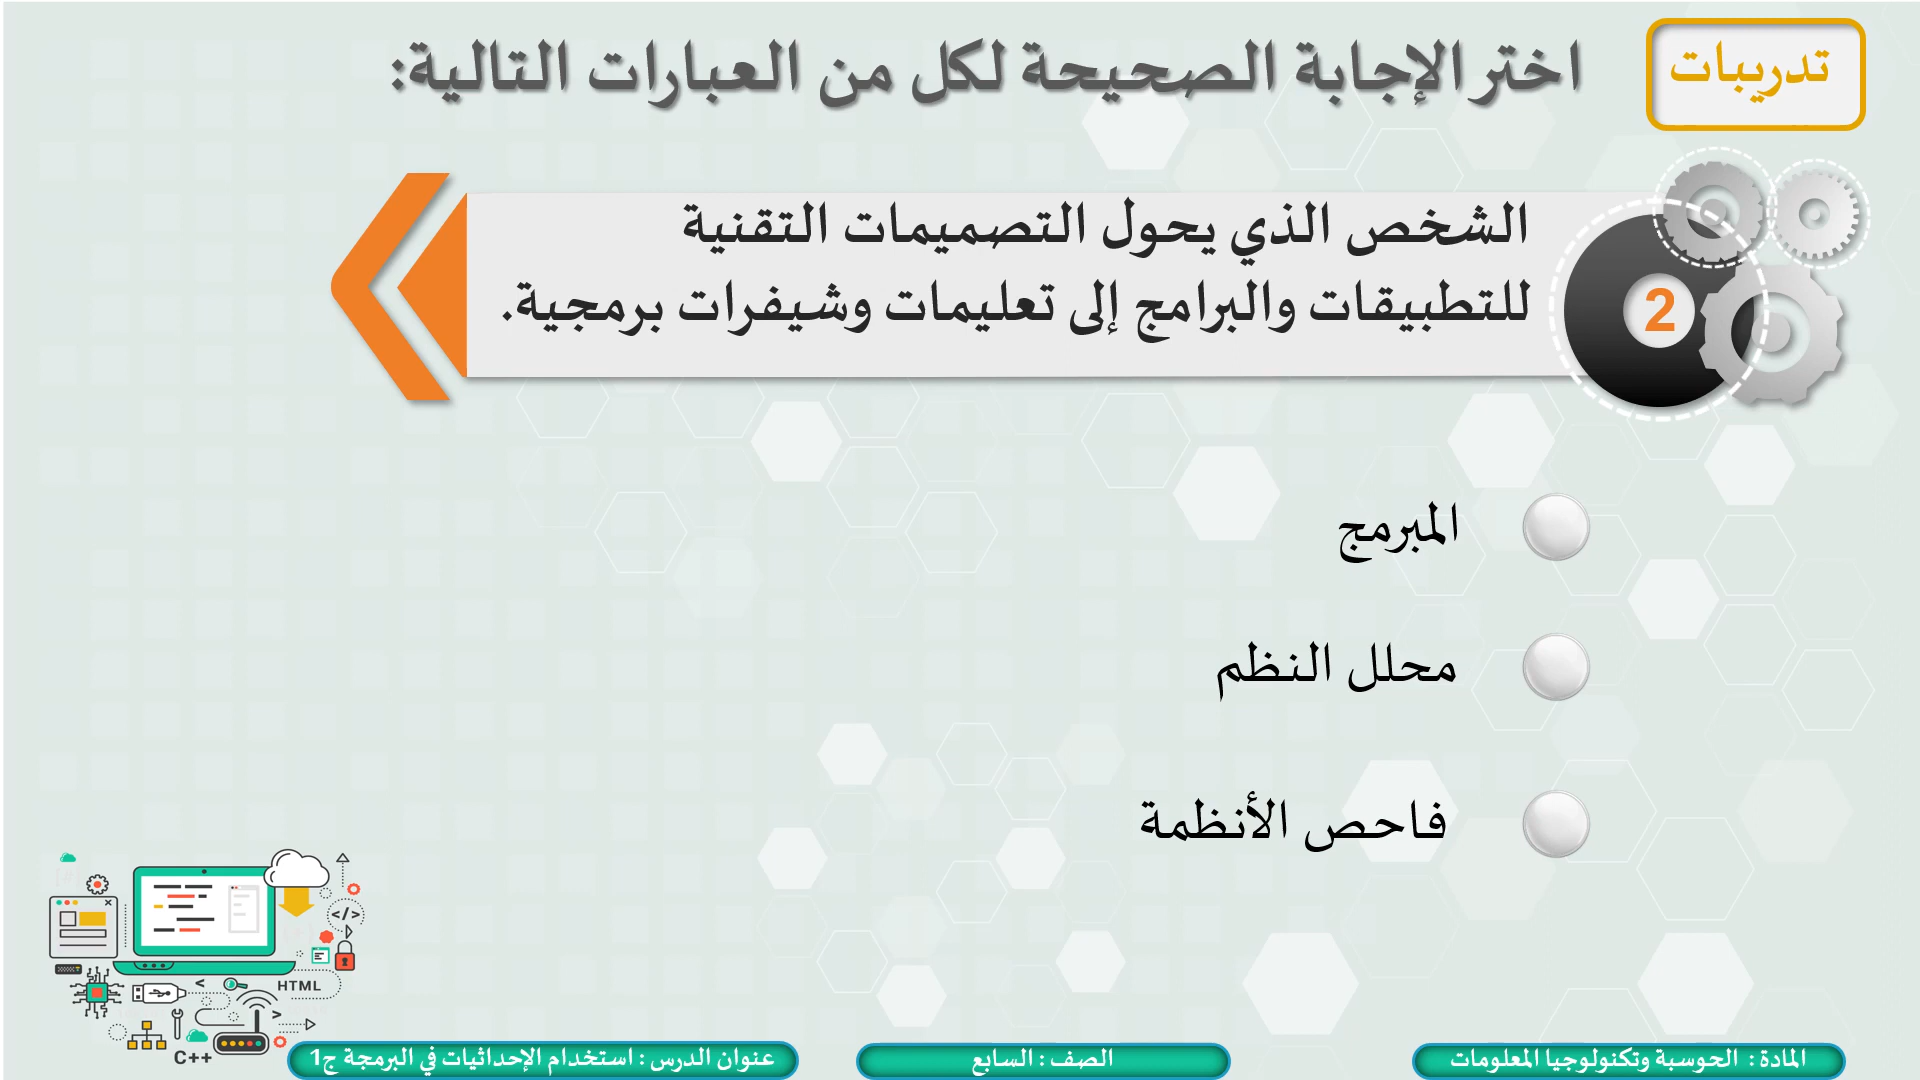 تدريبات
اختر الإجابة الصحيحة لكل من العبارات التالية:
2
الشخص الذي يحول التصميمات التقنية
للتطبيقات والبرامج إلى تعليمات وشيفرات برمجية.
المبرمج
محلل النظم
فاحص الأنظمة
</>
HTML
C++
المادة : الحوسبة وتكنولوجيا المعلومات
الصف : السابع
عنوان الدرس : استخدام الإحداثيات في البرمجة ج1